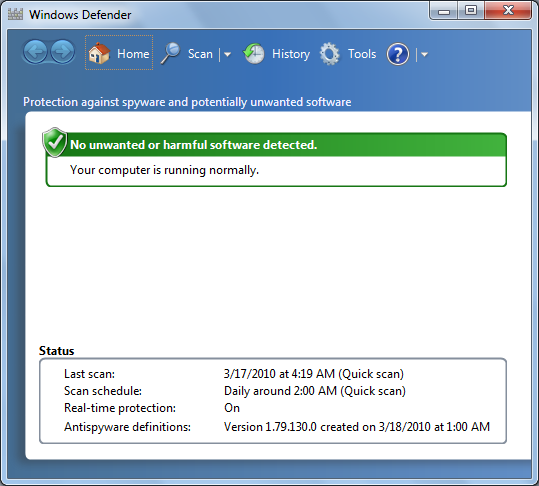 Windows Defender
Home Scan History Tools ?
Protection against spyware and potentially unwanted software
No unwanted or harmful software detected.
Your computer is running normally.
Status
Last scan: 3/17/2010 at 4:19 AM (Quick scan)
Scan schedule: Daily around 2:00 AM (Quick scan)
Real-time protection: On
Antispyware definitions: Version 1.79.130.0 created on 3/18/2010 at 1:00 AM